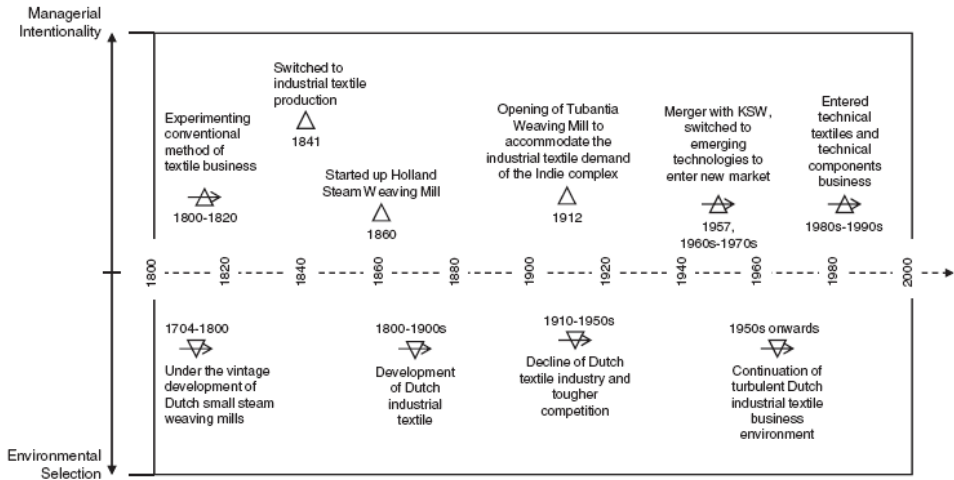 Managerial
Intentionality
Switched to
industrial textile
production
1841
Experimenting
conventional
method of
textile business
1800-1820
Started up Holland
Steam Weaving Mill
1860
Opening of Tubantia
Weaving Mill to
accommodate the
industrial textile demand
of the Indie complex
1912
Merger with KSW,
switched to
emerging
technologies to
enter new market
1957,
1960s-1970s
Entered
technical
textiles and
technical
components
business
1980s-1990s
1800
1820
1840
1860
1880
1900
1920
1940
1960
1980
2000
1704-1800
Under the vintage
development of
Dutch small steam
weaving mills
1800-1900s
Development
of Dutch
industrial
textile
1910-1950s
Decline of Dutch
textile industry and
tougher
competition
1950s onwards
Continuation of
turbulent Dutch
industrial textile
business
environment
Environmental
Selection